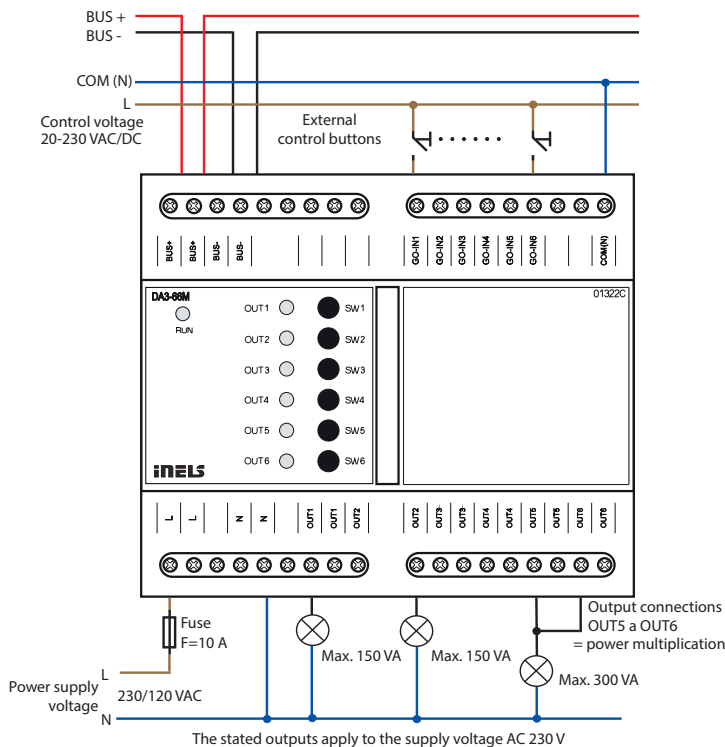 BUS +
BUS -
COM (N)
L
Control voltage
20-230 VAC/DC
External
control buttons
BUS+
BUS+
BUS-
BUS-
GO-IN1
GO-IN2
GO-IN3
GO-IN4
GO-IN5
GO-IN6
COM(N)
DA3-66M
RUN
01322C
OUT1 SW1
OUT2 SW2
OUT3 SW3
OUT4 SW4
OUT5 SW5
OUT6 SW6
iNELS
L
L
N
N
OUT1
OUT1
OUT2
OUT2
OUT3
OUT3
OUT4
OUT4
OUT5
OUT5
OUT6
OUT6
Fuse
F=10 A
L
Power supply
voltage
230/120 VAC
N
Max. 150 VA
Max. 150 VA
Output connections
OUT5 a OUT6
= power multiplication
Max. 300 VA
The stated outputs apply to the supply voltage AC 230 V